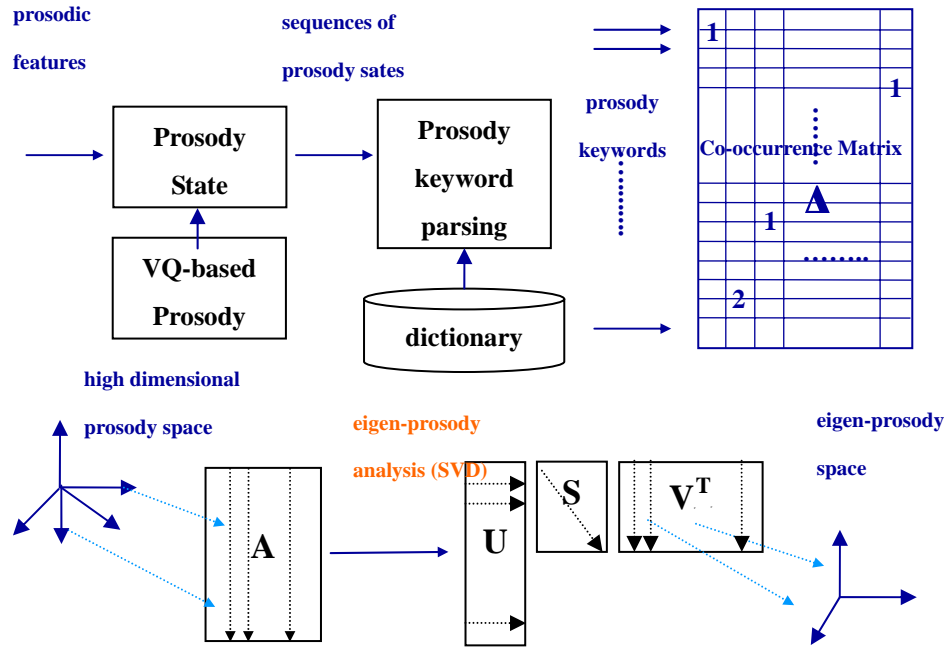 prosodic
features
sequences of
prosody sates
Prosody
State
VQ-based
Prosody
Prosody
keyword
parsing
dictionary
prosody
keywords
1
1
Co-occurrence Matrix
A
1
2
high dimensional
prosody space
eigen-prosody
analysis (SVD)
eigen-prosody
space
A
U
S
V^T